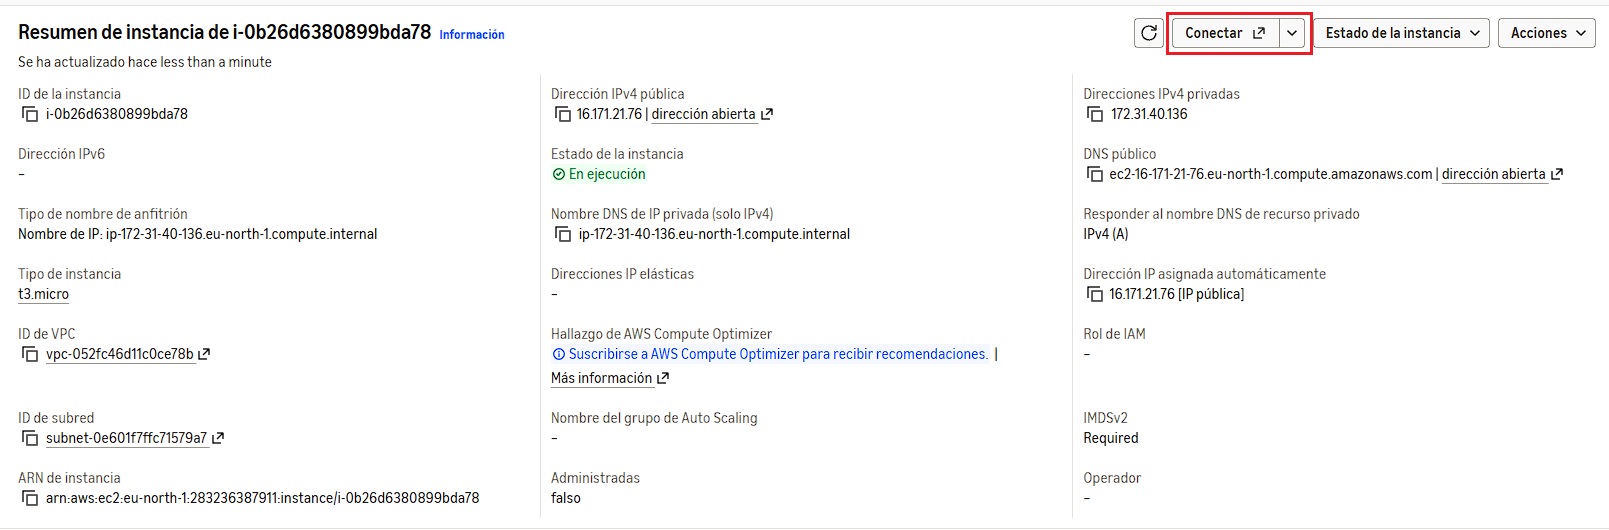 Resumen de instancia de i-0b26d6380899bda78 Información
Conectar
Estado de la instancia
Acciones
Se ha actualizado hace less than a minute
ID de la instancia
i-0b26d6380899bda78
Dirección IPv4 pública
16.171.21.76 | dirección abierta
Direcciones IPv4 privadas
172.31.40.136
Dirección IPv6
–
Estado de la instancia
En ejecución
DNS público
ec2-16-171-21-76.eu-north-1.compute.amazonaws.com | dirección abierta
Tipo de nombre de anfitrión
Nombre de IP: ip-172-31-40-136.eu-north-1.compute.internal
Nombre DNS de IP privada (solo IPv4)
ip-172-31-40-136.eu-north-1.compute.internal
Responder al nombre DNS de recurso privado
IPv4 (A)
Tipo de instancia
t3.micro
Direcciones IP elásticas
–
Dirección IP asignada automáticamente
16.171.21.76 [IP pública]
ID de VPC
vpc-052fc46d11c0ce78b
Hallazgo de AWS Compute Optimizer
Suscribirse a AWS Compute Optimizer para recibir recomendaciones. |
Más información
Rol de IAM
–
ID de subred
subnet-0e601f7ffc71579a7
Nombre del grupo de Auto Scaling
–
IMDSv2
Required
ARN de instancia
arn:aws:ec2:eu-north-1:283236387911:instance/i-0b26d6380899bda78
Administradas
falso
Operador
–